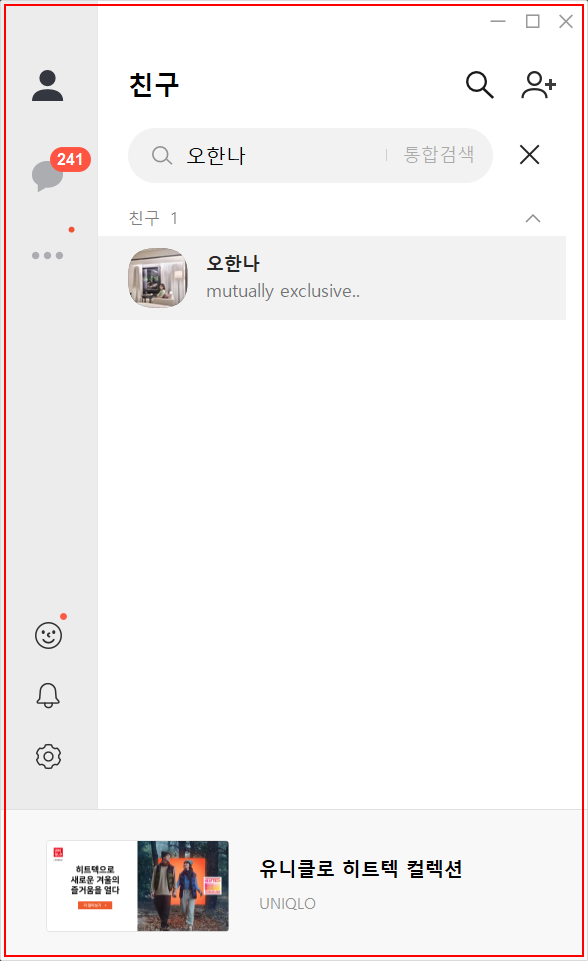 친구
241
오한나
통합검색
친구 1
오한나
mutually exclusive..
히트텍으로
새로운 겨울의
즐거움을 열다
유니클로 히트텍 컬렉션
UNIQLO